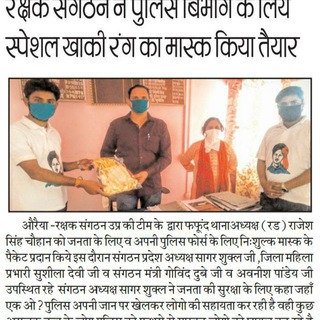 रक्षक संगठन ने पुलिस बिभाग के लिये
स्पेशल खाकी रंग का मास्क किया तैयार
औरैया -रक्षक संगठन उप्र की टीम के द्वारा फफूंद थानाअध्यक्ष ( रड ) राजेश
सिंह चौहान को जनता के लिए व अपनी पुलिस फोर्स के लिए निःशुल्क मास्क के
पैकेट प्रदान किये इस दौरान संगठन प्रदेश अध्यक्ष सागर शुक्ल जी ,जिला महिला
प्रभारी सुशीला देवी जी व संगठन मंत्री गोविंद दुबे जी व अवनीश पांडेय जी
उपस्थित रहे संगठन अध्यक्ष सागर शुक्ल ने जनता की सुरक्षा के लिए कहा जहाँ
एक ओ ? पुलिस अपनी जान पर खेलकर लोगो की सहायता कर रही है वही कुछ